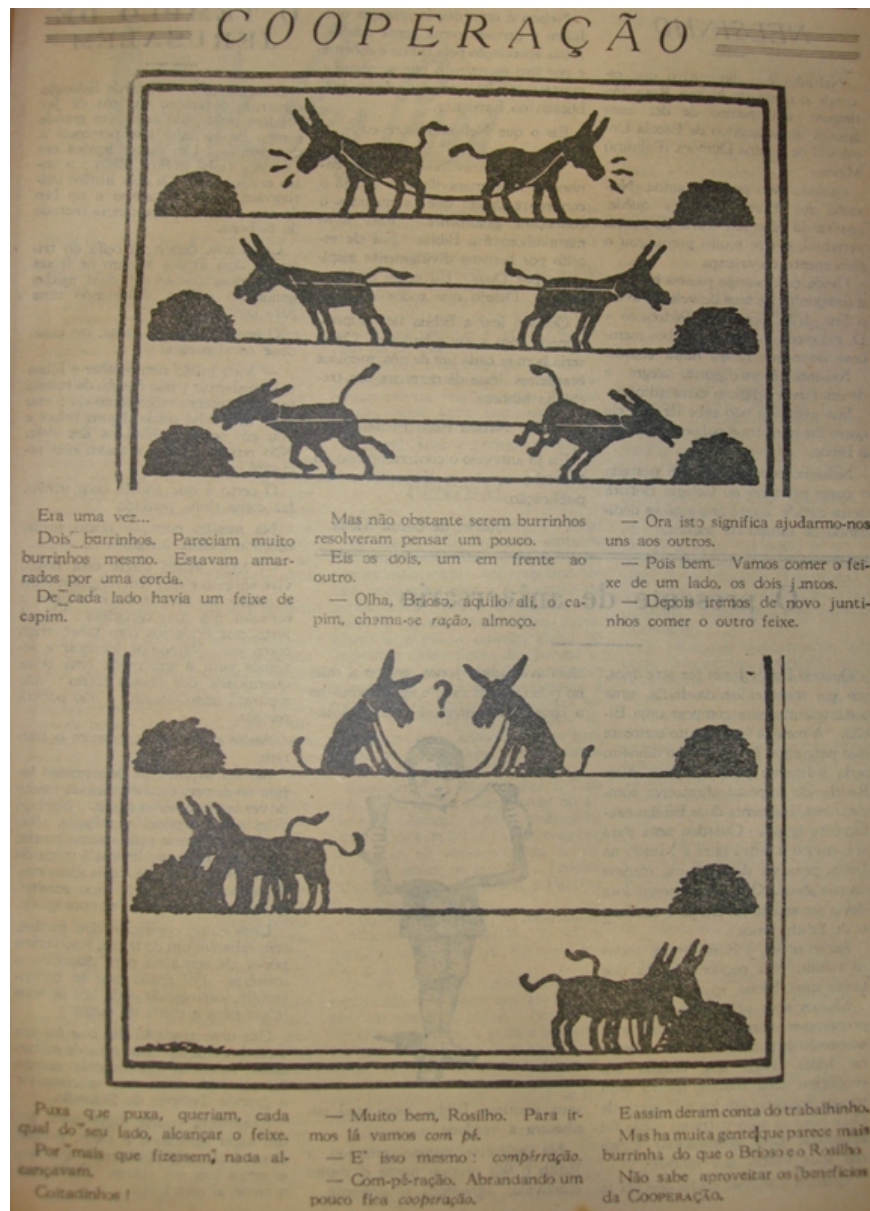 COOPERAÇÃO
Era uma vez...
Dois burrinhos. Pareciam muito
burrinhos mesmo. Estavam amar-
rados por uma corda.
De cada lado havia um feixe de
capim.
Puxa que puxa, queriam, cada
qual do seu lado, alcançar o feixe.
Por mais que fizessem, nada al-
cançavam.
Coitadinhos !
Mas não obstante serem burrinhos
resolveram pensar um pouco.
Eis os dois, um em frente ao
outro.
— Olha, Brioso, aquilo ali, o ca-
pim, chama-se ração, almoço.
— Muito bem, Rosilho. Para ir-
mos lá vamos com pé.
— E' isso mesmo : compérração.
— Com-pé-ração. Abrandando um
pouco fica cooperação.
— Ora isto significa ajudarmo-nos
uns aos outros.
— Pois bem. Vamos comer o fei-
xe de um lado, os dois juntos.
— Depois iremos de novo junti-
nhos comer o outro feixe.
E assim deram conta do trabalhinho.
Mas ha muita gente que parece mais
burrinha do que o Brioso e o Rosilho
Não sabe aproveitar os beneficios
da COOPERAÇÃO.
?